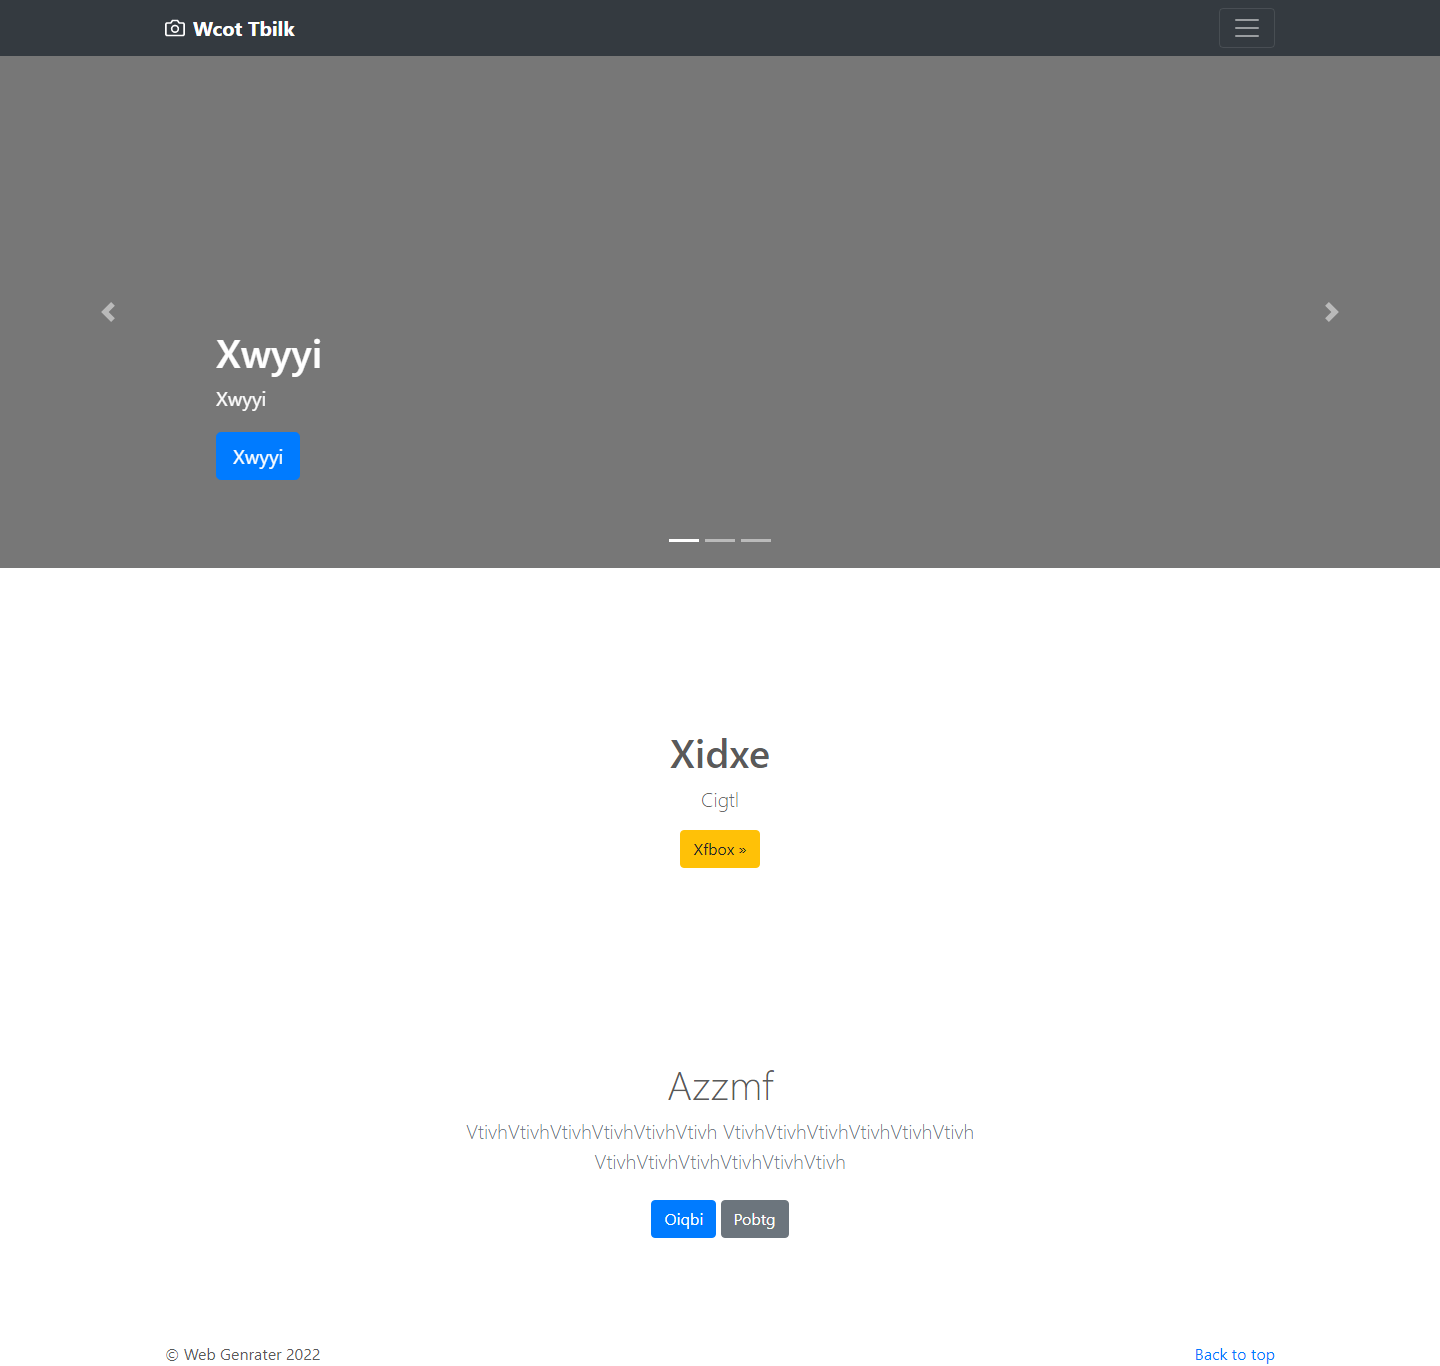 Wcot Tbilk
Xwyyi
Xwyyi
Xwyyi
Xidxe
Cigtl
Xfbox »
Azzmf
VtivhVtivhVtivhVtivhVtivhVtivh VtivhVtivhVtivhVtivhVtivhVtivh
VtivhVtivhVtivhVtivhVtivhVtivh
Oiqbi Pobtg
© Web Genrater 2022 Back to top